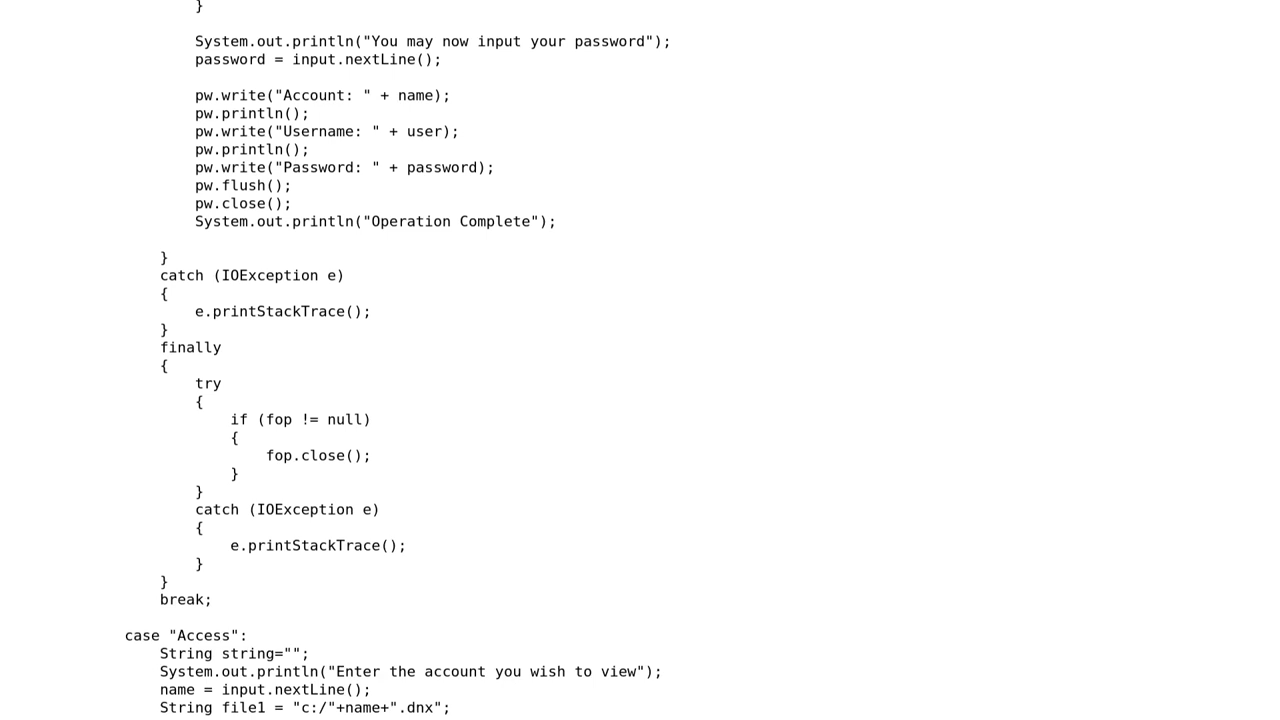 }
System.out.println("You may now input your password");
password = input.nextLine();
pw.write("Account: " + name);
pw.println();
pw.write("Username: " + user);
pw.println();
pw.write("Password: " + password);
pw.flush();
pw.close();
System.out.println("Operation Complete");
}
catch (IOException e)
{
e.printStackTrace();
}
finally
{
try
{
if (fop != null)
{
fop.close();
}
}
catch (IOException e)
{
e.printStackTrace();
}
}
break;
case "Access":
String string="";
System.out.println("Enter the account you wish to view");
name = input.nextLine();
String file1 = "c:/"+name+".dnx";